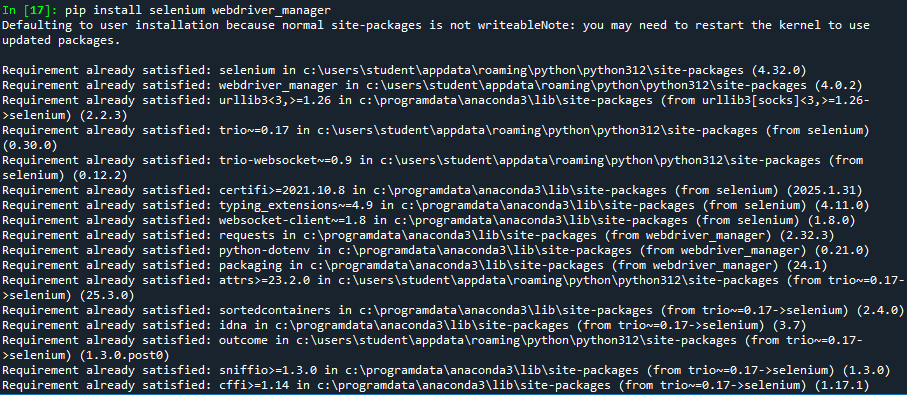 In [17]: pip install selenium webdriver_manager
Defaulting to user installation because normal site-packages is not writeableNote: you may need to restart the kernel to use
updated packages.

Requirement already satisfied: selenium in c:\users\student\appdata\roaming\python\python312\site-packages (4.32.0)
Requirement already satisfied: webdriver_manager in c:\users\student\appdata\roaming\python\python312\site-packages (4.0.2)
Requirement already satisfied: urllib3<3,>=1.26 in c:\programdata\anaconda3\lib\site-packages (from urllib3[socks]<3,>=1.26-
>selenium) (2.2.3)
Requirement already satisfied: trio~=0.17 in c:\users\student\appdata\roaming\python\python312\site-packages (from selenium)
(0.30.0)
Requirement already satisfied: trio-websocket~=0.9 in c:\users\student\appdata\roaming\python\python312\site-packages (from
selenium) (0.12.2)
Requirement already satisfied: certifi>=2021.10.8 in c:\programdata\anaconda3\lib\site-packages (from selenium) (2025.1.31)
Requirement already satisfied: typing_extensions~=4.9 in c:\programdata\anaconda3\lib\site-packages (from selenium) (4.11.0)
Requirement already satisfied: websocket-client~=1.8 in c:\programdata\anaconda3\lib\site-packages (from selenium) (1.8.0)
Requirement already satisfied: requests in c:\programdata\anaconda3\lib\site-packages (from webdriver_manager) (2.32.3)
Requirement already satisfied: python-dotenv in c:\programdata\anaconda3\lib\site-packages (from webdriver_manager) (0.21.0)
Requirement already satisfied: packaging in c:\programdata\anaconda3\lib\site-packages (from webdriver_manager) (24.1)
Requirement already satisfied: attrs>=23.2.0 in c:\users\student\appdata\roaming\python\python312\site-packages (from trio~=0.17-
>selenium) (25.3.0)
Requirement already satisfied: sortedcontainers in c:\programdata\anaconda3\lib\site-packages (from trio~=0.17->selenium) (2.4.0)
Requirement already satisfied: idna in c:\programdata\anaconda3\lib\site-packages (from trio~=0.17->selenium) (3.7)
Requirement already satisfied: outcome in c:\users\student\appdata\roaming\python\python312\site-packages (from trio~=0.17-
>selenium) (1.3.0.post0)
Requirement already satisfied: sniffio>=1.3.0 in c:\programdata\anaconda3\lib\site-packages (from trio~=0.17->selenium) (1.3.0)
Requirement already satisfied: cffi>=1.14 in c:\programdata\anaconda3\lib\site-packages (from trio~=0.17->selenium) (1.17.1)